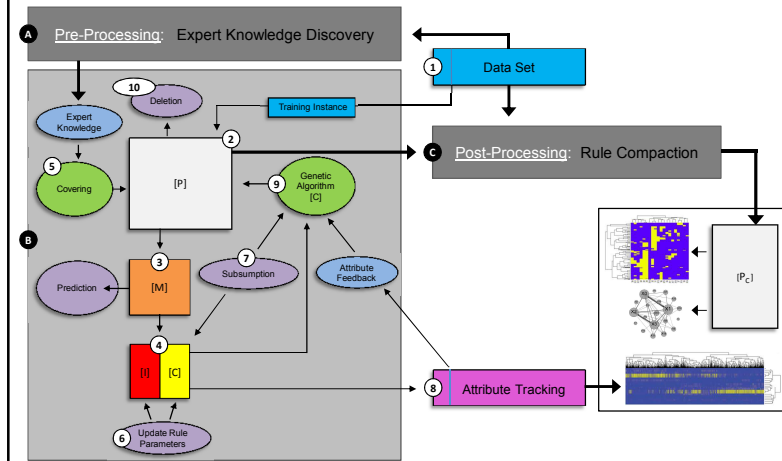 A Pre-Processing: Expert Knowledge Discovery
1 Data Set
10
Deletion
Training Instance
Expert
Knowledge
2
C Post-Processing: Rule Compaction
5
Covering
[P]
9
Genetic
Algorithm
[C]
B
3
7
Prediction
[M]
Subsumption
Attribute
Feedback
[P_C]
4
[I] [C]
8 Attribute Tracking
6 Update Rule
Parameters